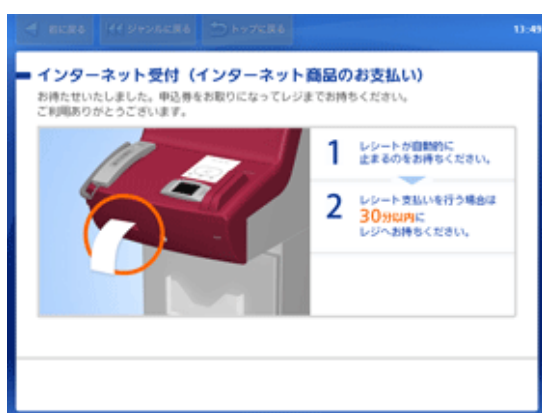 前に戻る ジャンルに戻る トップに戻る 13:49
インターネット受付（インターネット商品のお支払い）
お待たせいたしました。申込券をお取りになってレジまでお持ちください。
ご利用ありがとうございます。
1 レシートが自動的に
止まるのをお待ちください。
2 レシート支払いを行う場合は
30分以内に
レジへお持ちください。